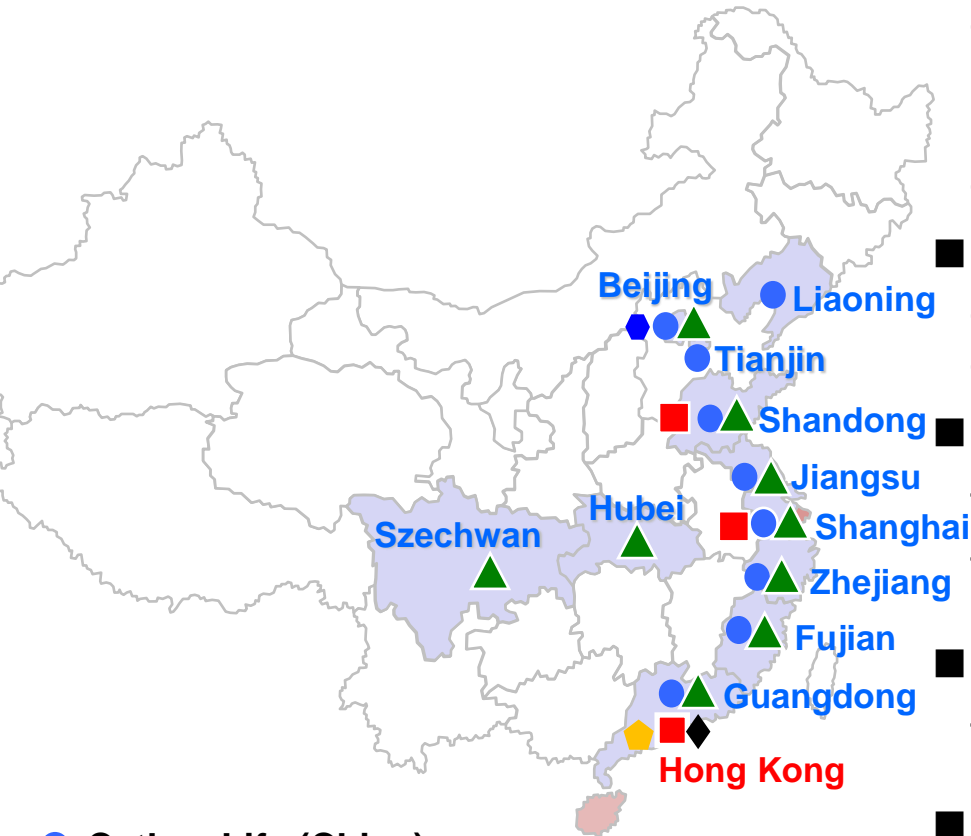 Beijing
Liaoning
Tianjin
Shandong
Jiangsu
Hubei
Szechwan
Shanghai
Zhejiang
Fujian
Guangdong
Hong Kong